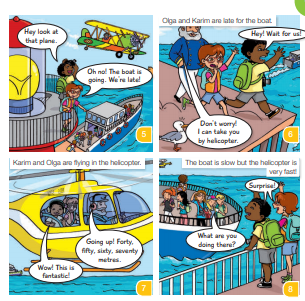 Hey look at
that plane.
Oh no! The boat is
going. We're late!
5
Olga and Karim are late for the boat.
Hey! Wait for us!
Don't worry!
I can take you
by helicopter.
6
Karim and Olga are flying in the helicopter.
Going up! Forty,
fifty, sixty, seventy
metres.
Wow! This is
fantastic!
7
The boat is slow but the helicopter is
very fast!
Surprise!
What are you
doing there?
8